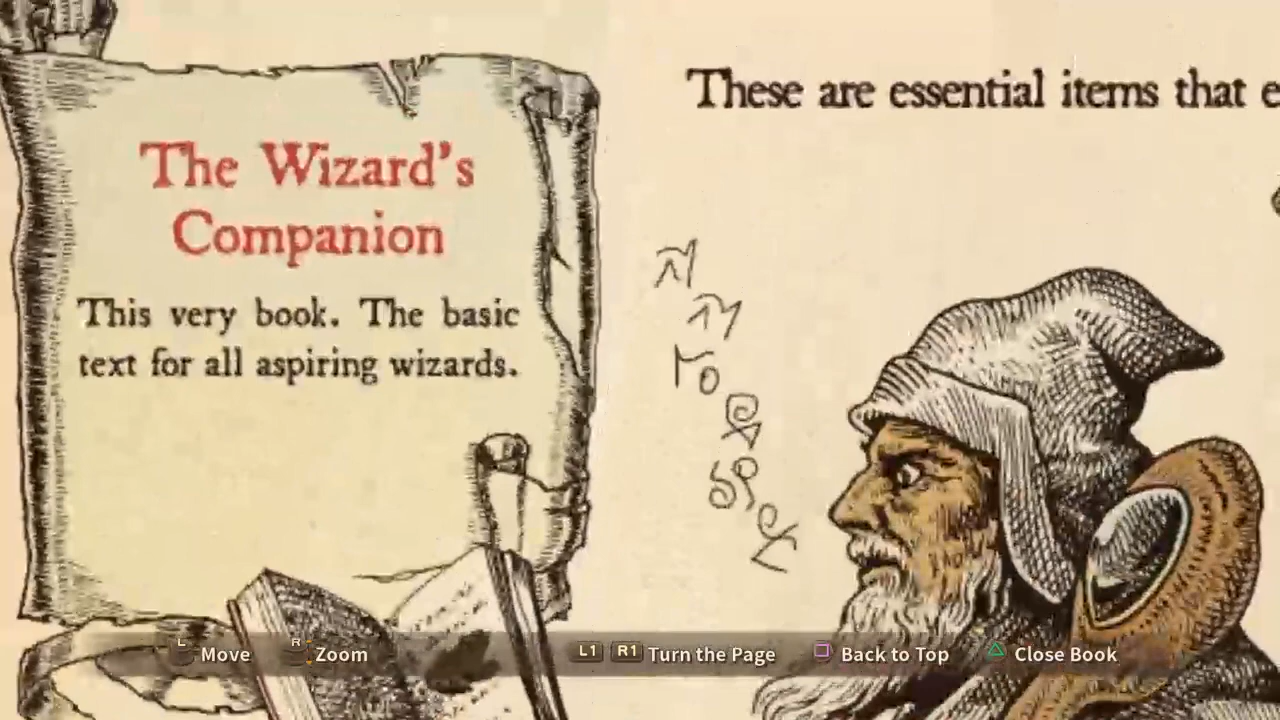 The Wizard's
Companion
This very book. The basic
text for all aspiring wizards.
These are essential items that e
L Move R Zoom L1 R1 Turn the Page Back to Top Close Book